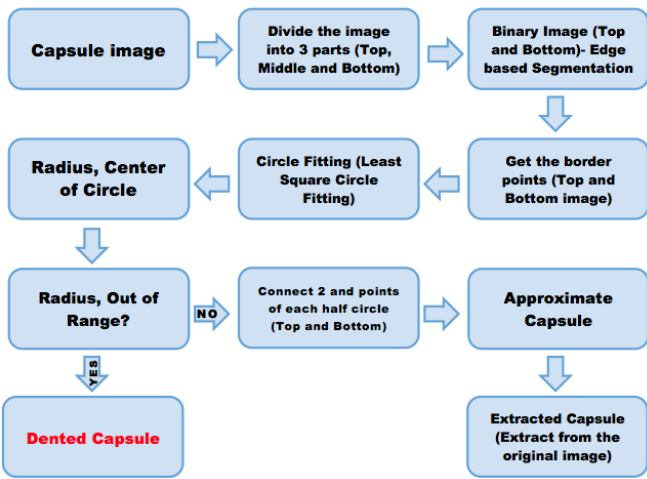 Capsule image
Divide the image
into 3 parts (Top,
Middle and Bottom)
Binary Image (Top
and Bottom)- Edge
based Segmentation
Radius, Center
of Circle
Circle Fitting (Least
Square Circle
Fitting)
Get the border
points (Top and
Bottom image)
Radius, Out of
Range?
NO
Connect 2 and points
of each half circle
(Top and Bottom)
Approximate
Capsule
YES
Dented Capsule
Extracted Capsule
(Extract from the
original image)